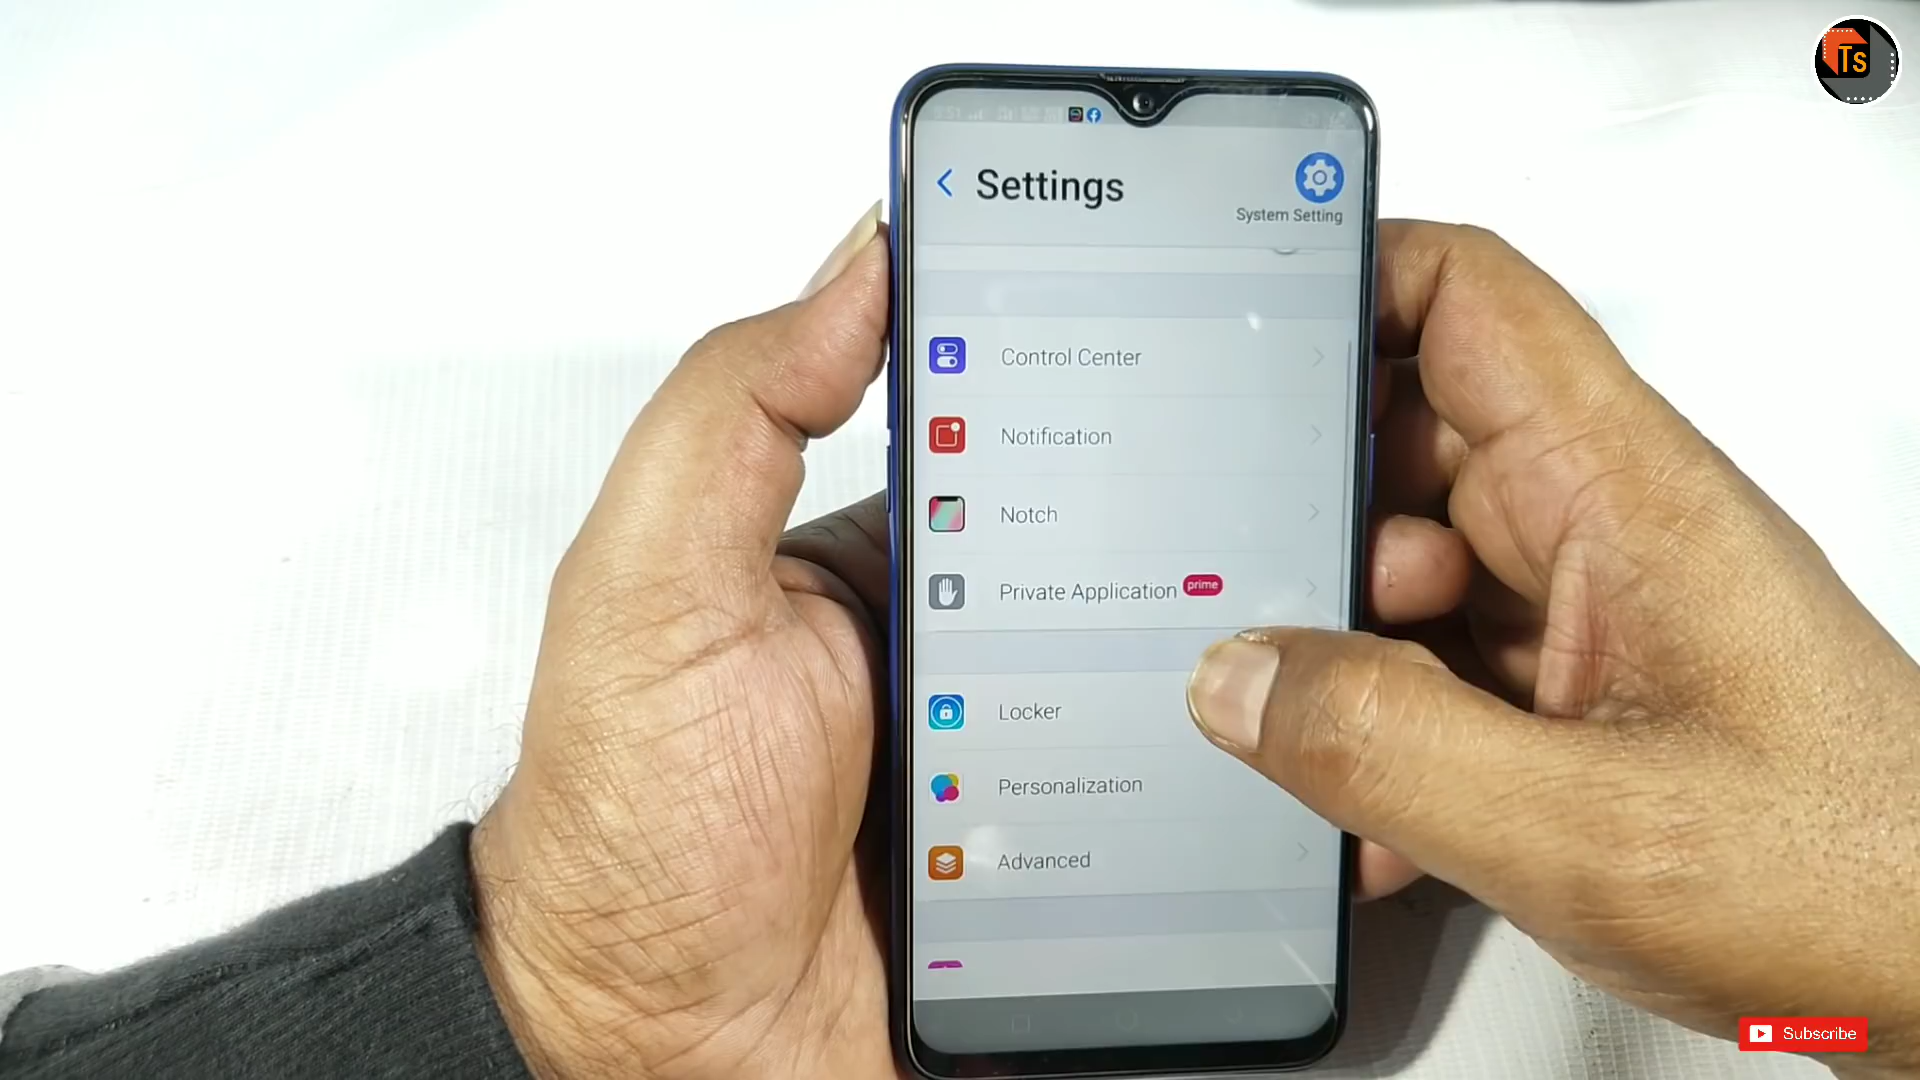 Ts
Settings
System Setting
Control Center
Notification
Notch
Private Application prime
Locker
Personalization
Advanced
Subscribe